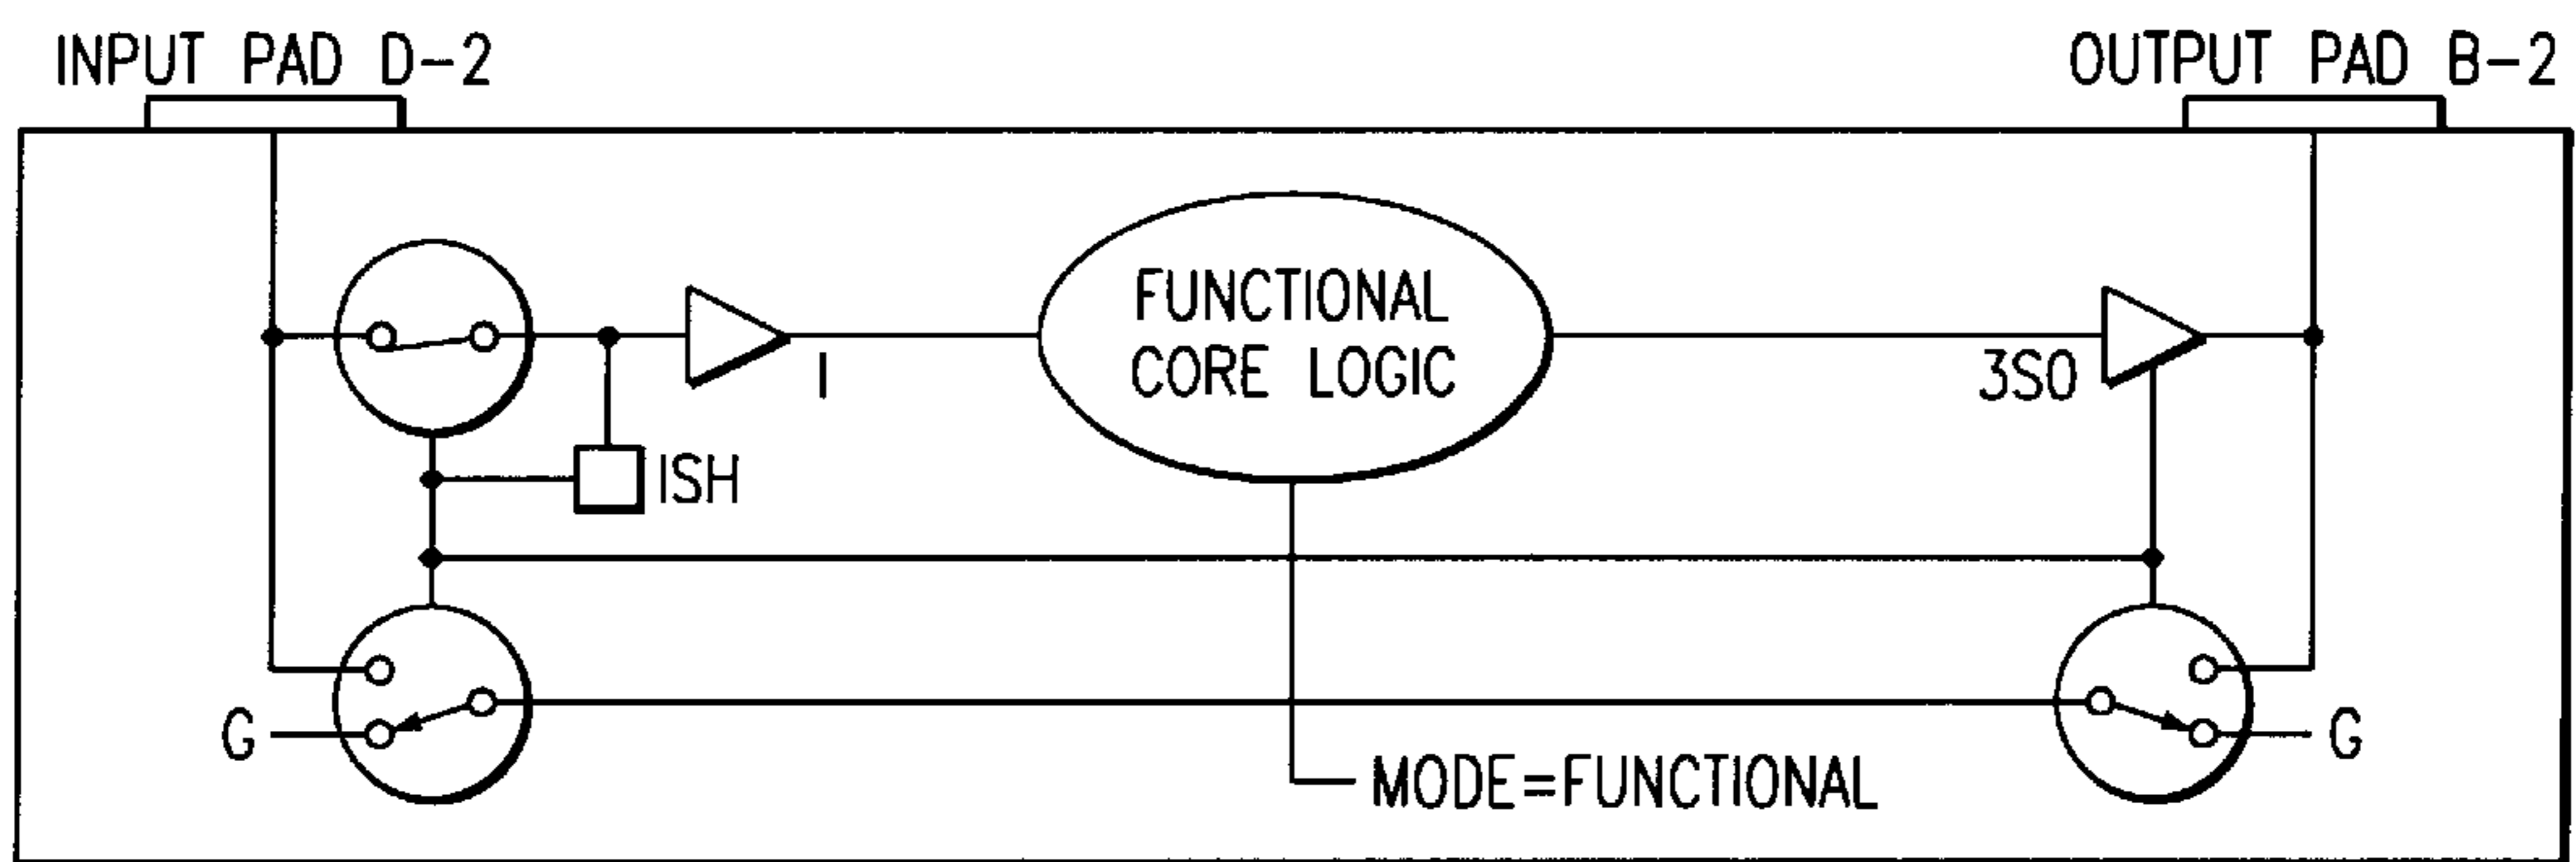 INPUT PAD D-2
OUTPUT PAD B-2
FUNCTIONAL
CORE LOGIC
I
3SO
ISH
G
G
MODE=FUNCTIONAL